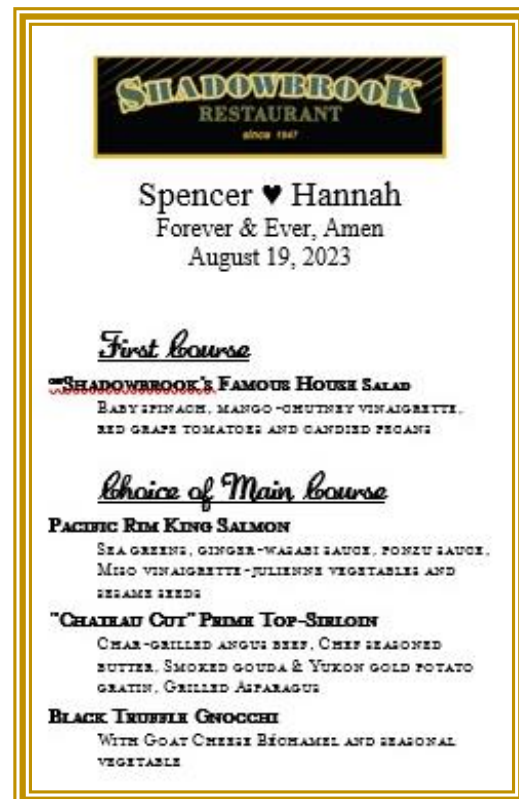 SHADOWBROOK
RESTAURANT
since 1947
Spencer ♥ Hannah
Forever & Ever, Amen
August 19, 2023
First Course
SHADOWBROOK'S FAMOUS HOUSE SALAD
BABY SPINACH, MANGO-CHUTNEY VINAIGRETTE,
RED GRAPE TOMATOES AND CANDIED PECANS
Choice of Main Course
PACIFIC RIM KING SALMON
SEA GREENS, GINGER-WASABI SAUCE, PONZU SAUCE,
MISO VINAIGRETTE-JULIENNE VEGETABLES AND
SESAME SEEDS
"CHATEAU CUT" PRIME TOP-SIRLOIN
CHAR-GRILLED ANGUS BEEF, CHEF SEASONED
BUTTER, SMOKED GOUDA & YUKON GOLD POTATO
GRATIN, GRILLED ASPARAGUS
BLACK TRUFFLE GNOCCHI
WITH GOAT CHEESE BÉCHAMEL AND SEASONAL
VEGETABLE